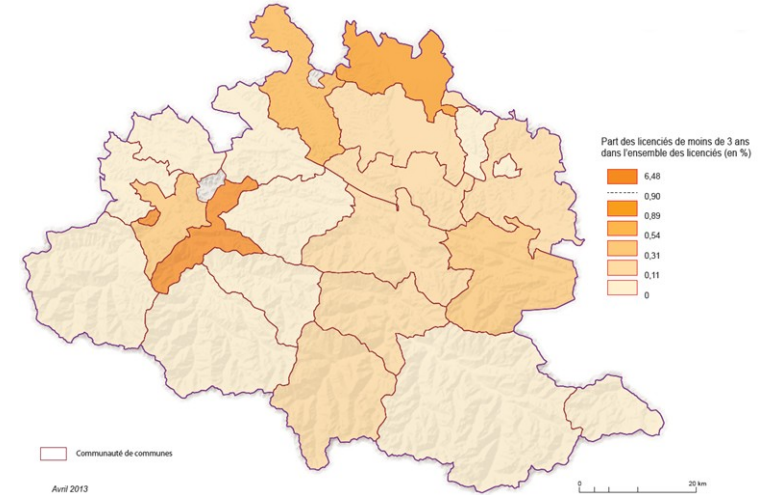 Part des licenciés de moins de 3 ans
dans l'ensemble des licenciés (en %)
6,48
0,90
0,89
0,54
0,31
0,11
0
Communauté de communes
Avril 2013
0 20 km